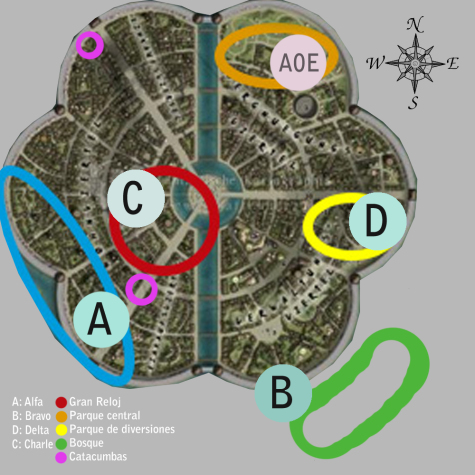 N
AOE
W E
S
C
D
A
B
A: Alfa Gran Reloj
B: Bravo Parque central
D: Delta Parque de diversiones
C: Charle Bosque
Catacumbas